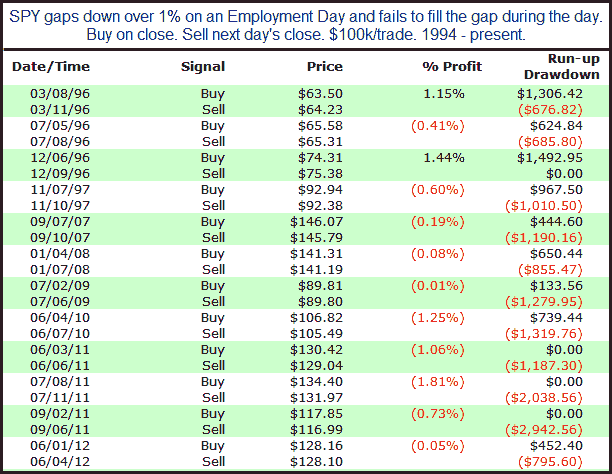 SPY gaps down over 1% on an Employment Day and fails to fill the gap during the day.
Buy on close. Sell next day's close. $100k/trade. 1994 - present.
Date/Time Signal Price % Profit Run-up
Drawdown
03/08/96 Buy $63.50 1.15% $1,306.42
03/11/96 Sell $64.23 ($676.82)
07/05/96 Buy $65.58 (0.41%) $624.84
07/08/96 Sell $65.31 ($685.80)
12/06/96 Buy $74.31 1.44% $1,492.95
12/09/96 Sell $75.38 $0.00
11/07/97 Buy $92.94 (0.60%) $967.50
11/10/97 Sell $92.38 ($1,010.50)
09/07/07 Buy $146.07 (0.19%) $444.60
09/10/07 Sell $145.79 ($1,190.16)
01/04/08 Buy $141.31 (0.08%) $650.44
01/07/08 Sell $141.19 ($855.47)
07/02/09 Buy $89.81 (0.01%) $133.56
07/06/09 Sell $89.80 ($1,279.95)
06/04/10 Buy $106.82 (1.25%) $739.44
06/07/10 Sell $105.49 ($1,319.76)
06/03/11 Buy $130.42 (1.06%) $0.00
06/06/11 Sell $129.04 ($1,187.30)
07/08/11 Buy $134.40 (1.81%) $0.00
07/11/11 Sell $131.97 ($2,038.56)
09/02/11 Buy $117.85 (0.73%) $0.00
09/06/11 Sell $116.99 ($2,942.56)
06/01/12 Buy $128.16 (0.05%) $452.40
06/04/12 Sell $128.10 ($795.60)